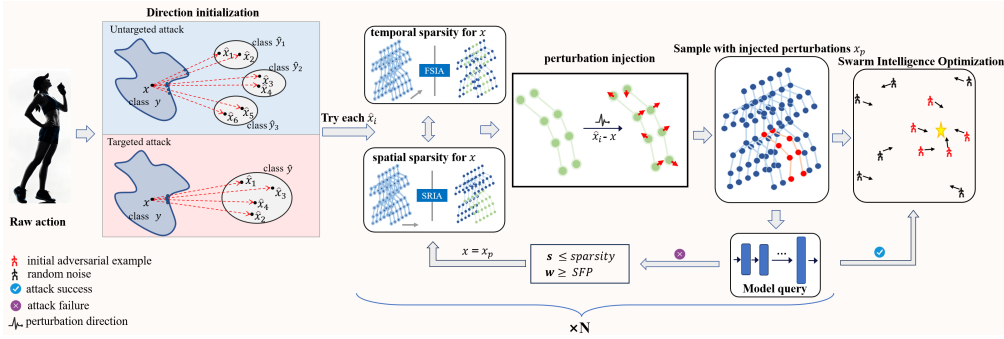 Direction initialization
Untargeted attack
class ŷ₁
x̂₁
x̂₂
class ŷ₂
x̂₃
x̂₄
x
class y
x̂₅
x̂₆
class ŷ₃
Targeted attack
class ŷ
x̂₁
x̂₃
x
x̂₄
class y
x̂₂
Raw action
initial adversarial example
random noise
attack success
attack failure
perturbation direction
Try each x̂ᵢ
temporal sparsity for x
FSIA
spatial sparsity for x
SRIA
perturbation injection
x̂ᵢ - x
Sample with injected perturbations xₚ
Swarm Intelligence Optimization
x = xₚ
s ≤ sparsity
w ≥ SFP
...
Model query
×N